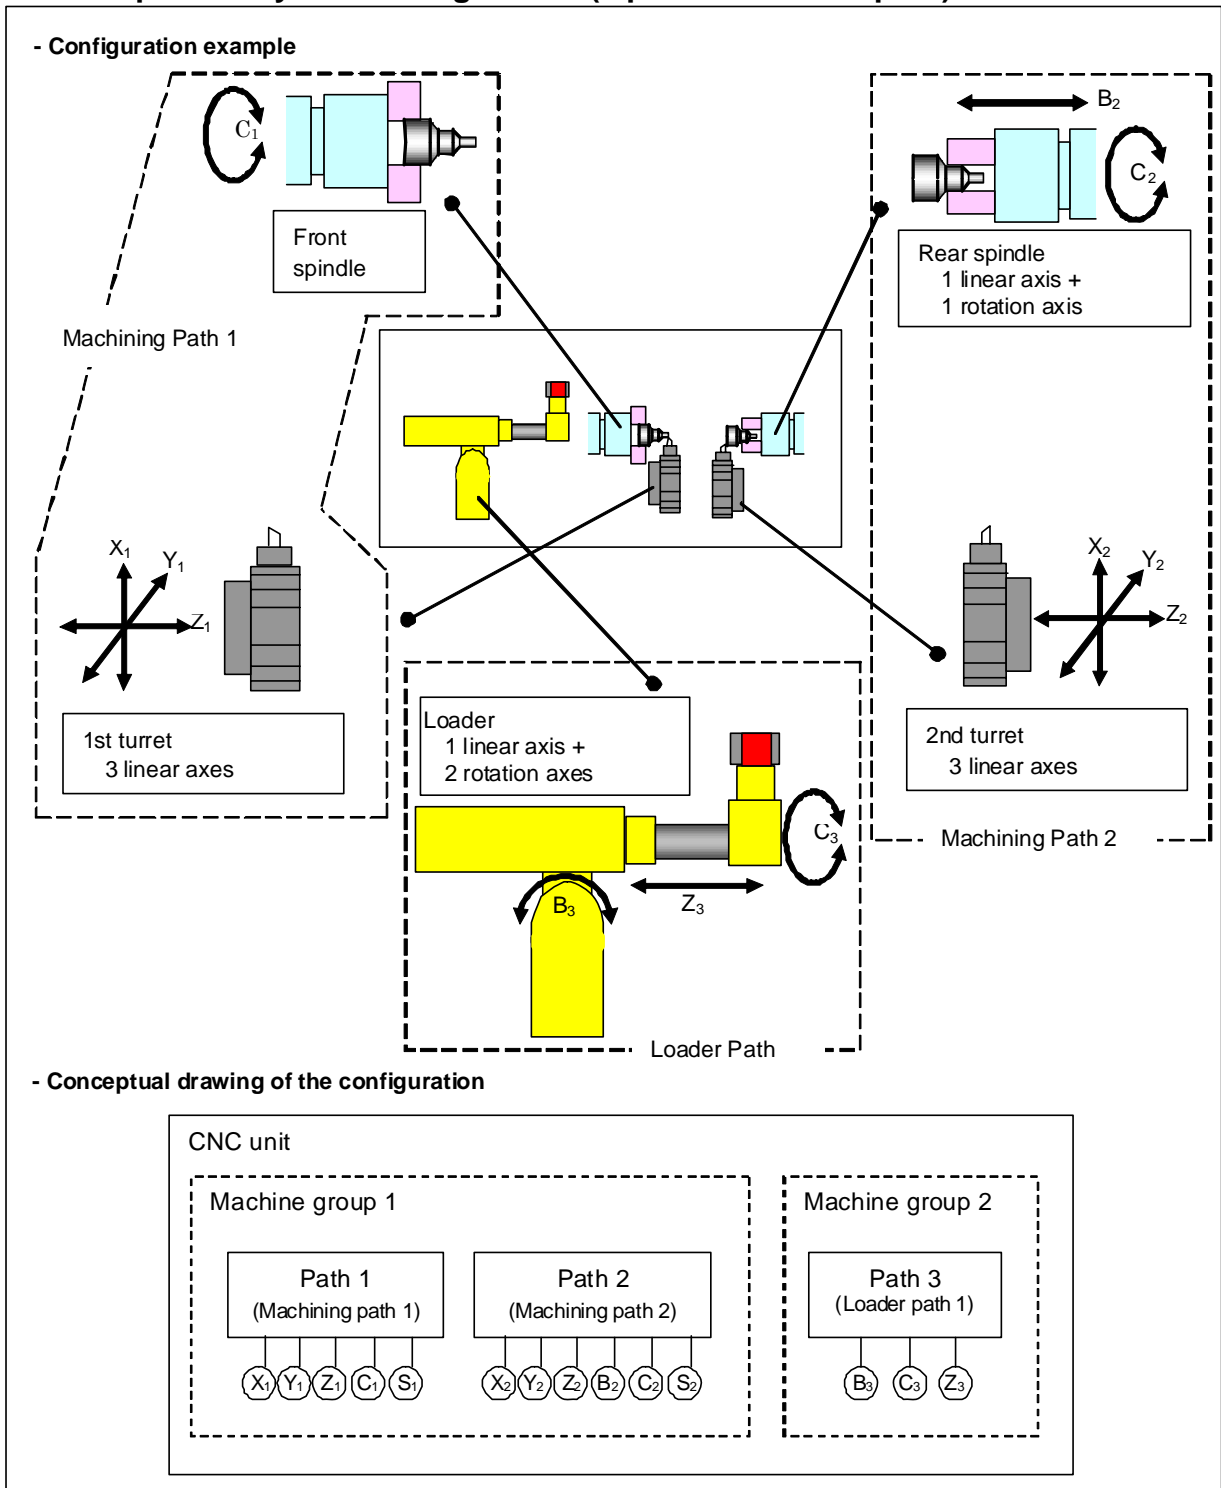 - Configuration example
C1
B2
C2
Front
spindle
Rear spindle
1 linear axis +
1 rotation axis
Machining Path 1
X1
Y1
Z1
X2
Y2
Z2
1st turret
3 linear axes
Loader
1 linear axis +
2 rotation axes
2nd turret
3 linear axes
C3
Machining Path 2
Z3
B3
Loader Path
- Conceptual drawing of the configuration
CNC unit
Machine group 1
Machine group 2
Path 1
(Machining path 1)
Path 2
(Machining path 2)
Path 3
(Loader path 1)
X1 Y1 Z1 C1 S1
X2 Y2 Z2 B2 C2 S2
B3 C3 Z3